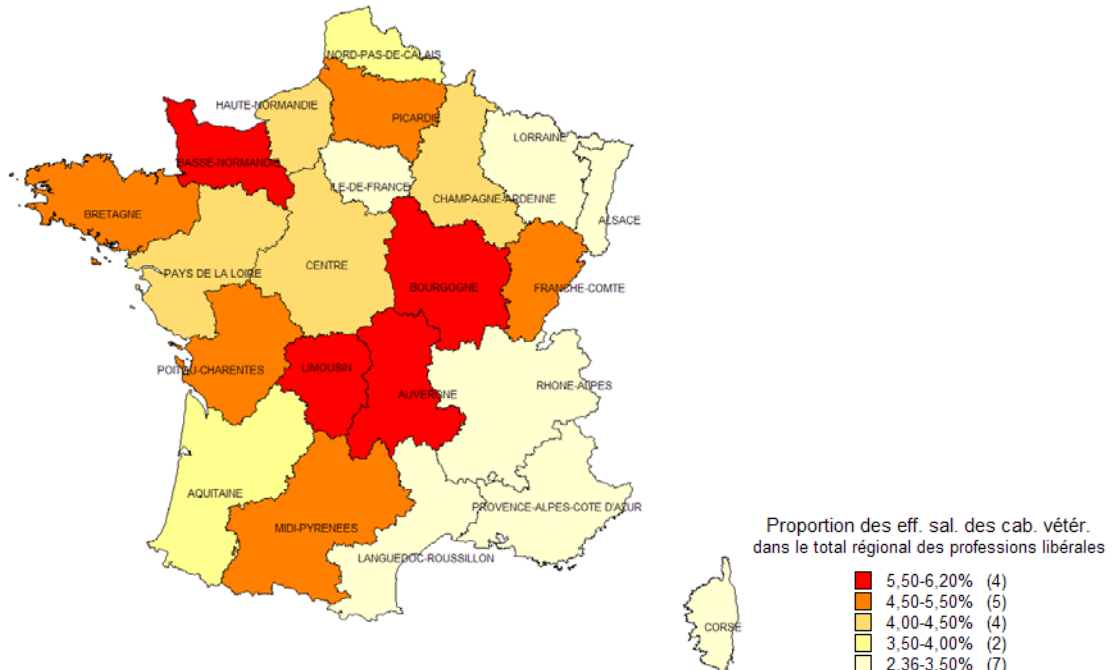 NORD-PAS-DE-CALAIS
HAUTE-NORMANDIE
PICARDIE
LORRAINE
BASSE-NORMANDIE
ILE-DE-FRANCE
CHAMPAGNE-ARDENNE
BRETAGNE
ALSACE
PAYS DE LA LOIRE
CENTRE
BOURGOGNE
FRANCHE-COMTE
POITOU-CHARENTES
LIMOUSIN
RHONE-ALPES
AUVERGNE
AQUITAINE
PROVENCE-ALPES-COTE D'AZUR
MIDI-PYRENEES
LANGUEDOC-ROUSSILLON
CORSE
Proportion des eff. sal. des cab. vétér.
dans le total régional des professions libérales
5,50-6,20% (4)
4,50-5,50% (5)
4,00-4,50% (4)
3,50-4,00% (2)
2,36-3,50% (7)